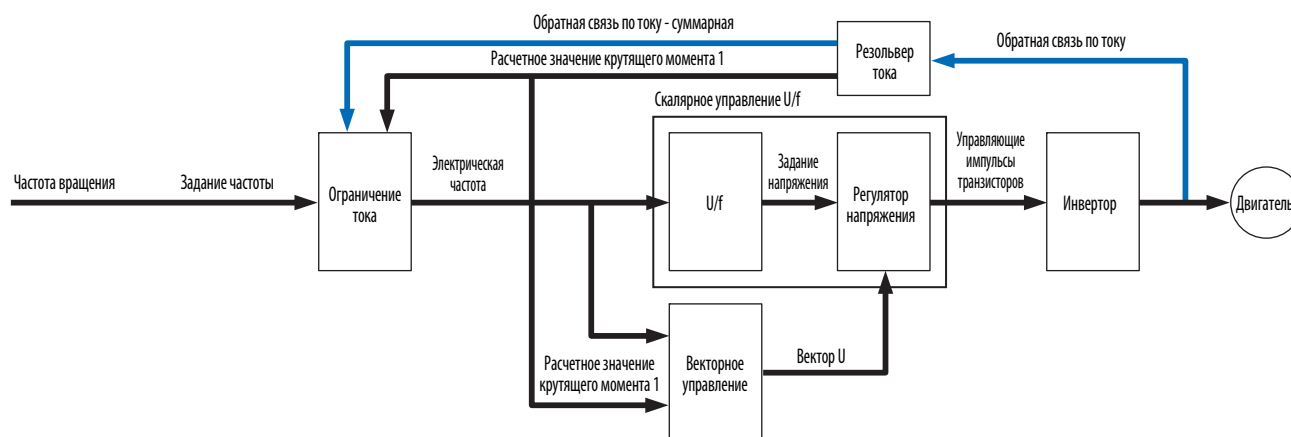 Обратная связь по току - суммарная
Резольвер
тока
Обратная связь по току
Расчетное значение крутящего момента 1
Скалярное управление U/f
Частота вращения
Задание частоты
Ограничение
тока
Электрическая
частота
U/f
Задание
напряжения
Регулятор
напряжения
Управляющие
импульсы
транзисторов
Инвертор
Двигатель
Расчетное значение
крутящего момента 1
Векторное
управление
Вектор U